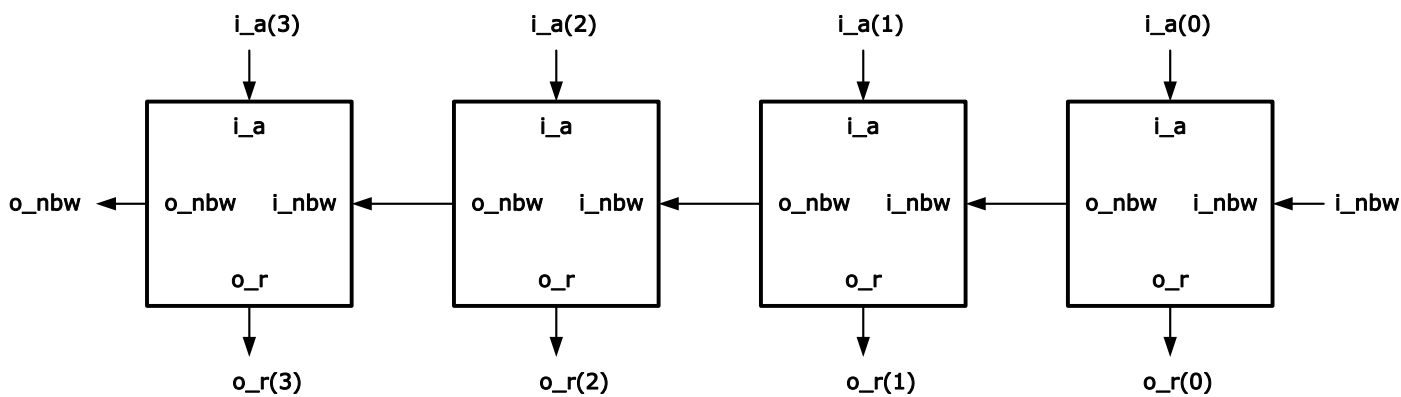 i_a(3) i_a(2) i_a(1) i_a(0)
i_a i_a i_a i_a
o_nbw o_nbw i_nbw o_nbw i_nbw o_nbw i_nbw o_nbw i_nbw i_nbw
o_r o_r o_r o_r
o_r(3) o_r(2) o_r(1) o_r(0)